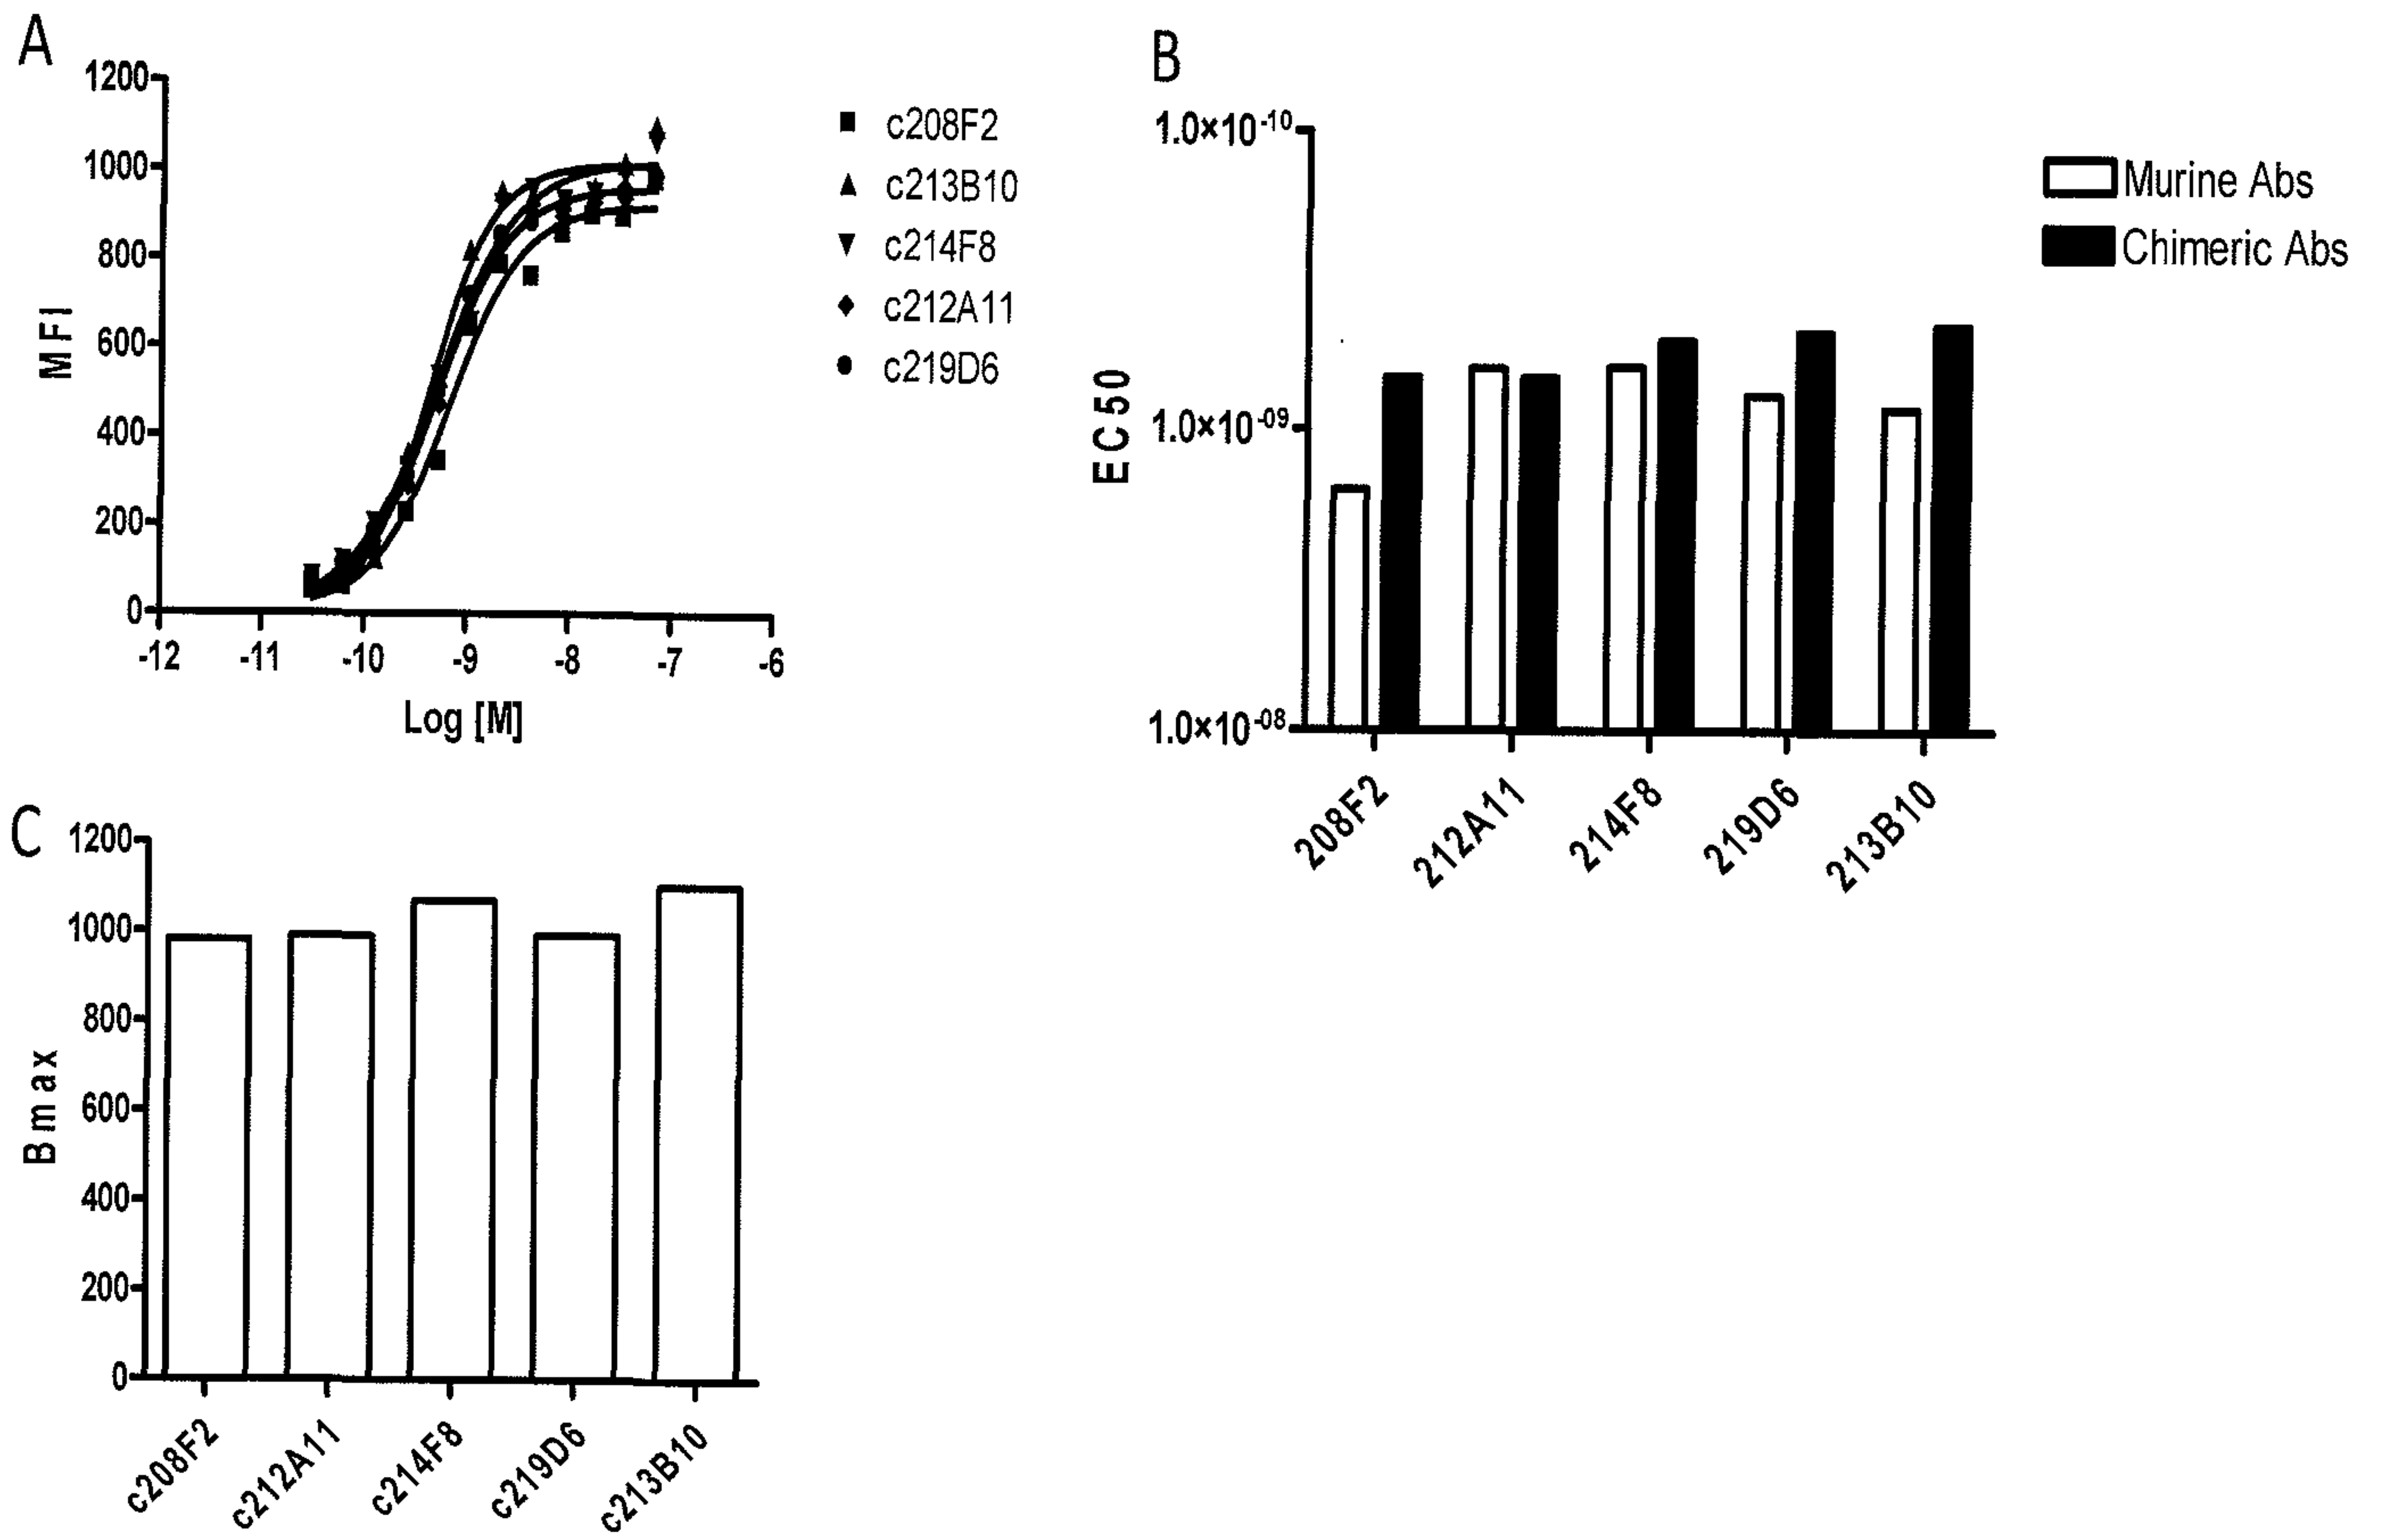 A
1200
1000
800
600
400
200
0
-12 -11 -10 -9 -8 -7 -6
MFI
Log [M]
c208F2
c213B10
c214F8
c212A11
c219D6
B
1.0×10-10
1.0×10-09
1.0×10-08
EC50
208F2 212A11 214F8 219D6 213B10
Murine Abs
Chimeric Abs
C
1200
1000
800
600
400
200
0
Bmax
c208F2 c212A11 c214F8 c219D6 c213B10